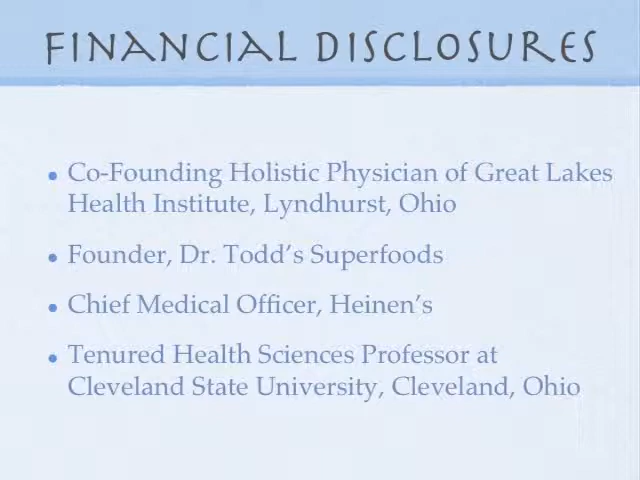 FINANCIAL DISCLOSURES
• Co-Founding Holistic Physician of Great Lakes
Health Institute, Lyndhurst, Ohio
• Founder, Dr. Todd’s Superfoods
• Chief Medical Officer, Heinen’s
• Tenured Health Sciences Professor at
Cleveland State University, Cleveland, Ohio